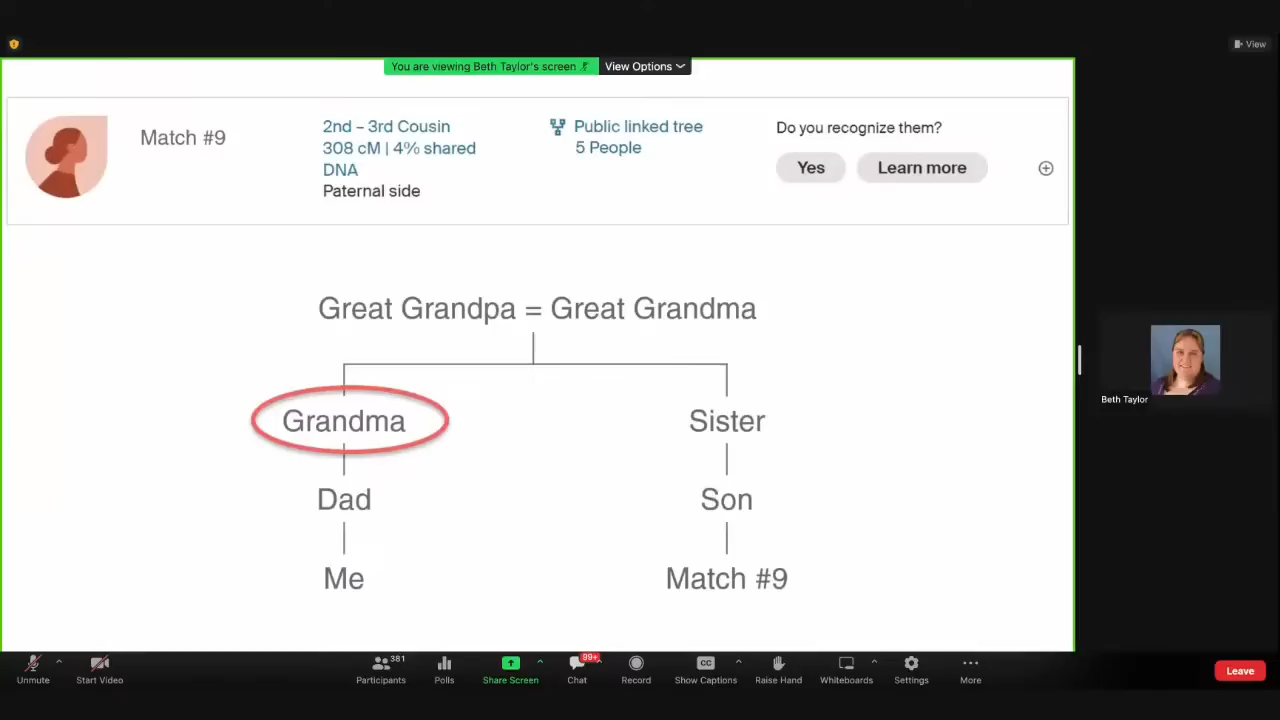 View
You are viewing Beth Taylor's screen
View Options
Match #9
2nd – 3rd Cousin
308 cM | 4% shared
DNA
Paternal side
Public linked tree
5 People
Do you recognize them?
Yes
Learn more
Great Grandpa = Great Grandma
Grandma
Sister
Dad
Son
Me
Match #9
Beth Taylor
Unmute
Start Video
381
Participants
Polls
Share Screen
99+
Chat
Record
CC
Show Captions
Raise Hand
Whiteboards
Settings
More
Leave